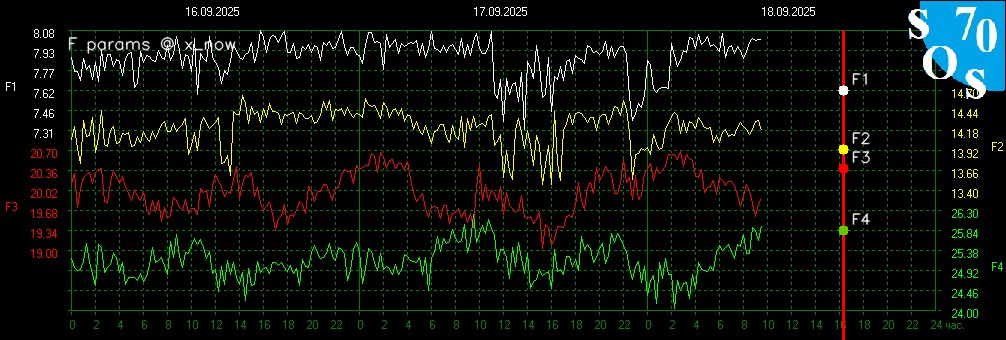 16.09.2025 17.09.2025 18.09.2025
S 70
O
S
F params @ x_now
8.08
7.93
7.77
F1
7.62
7.46
7.31
20.70
20.36
20.02
F3
19.68
19.34
19.00
F1
F2
F3
F4
14.44
14.18
F2
13.92
13.66
13.40
26.30
25.84
25.38
F4
24.92
24.46
24.00
0 2 4 6 8 10 12 14 16 18 20 22 0 2 4 6 8 10 12 14 16 18 20 22 0 2 4 6 8 10 12 14 16 18 20 22 24 час.